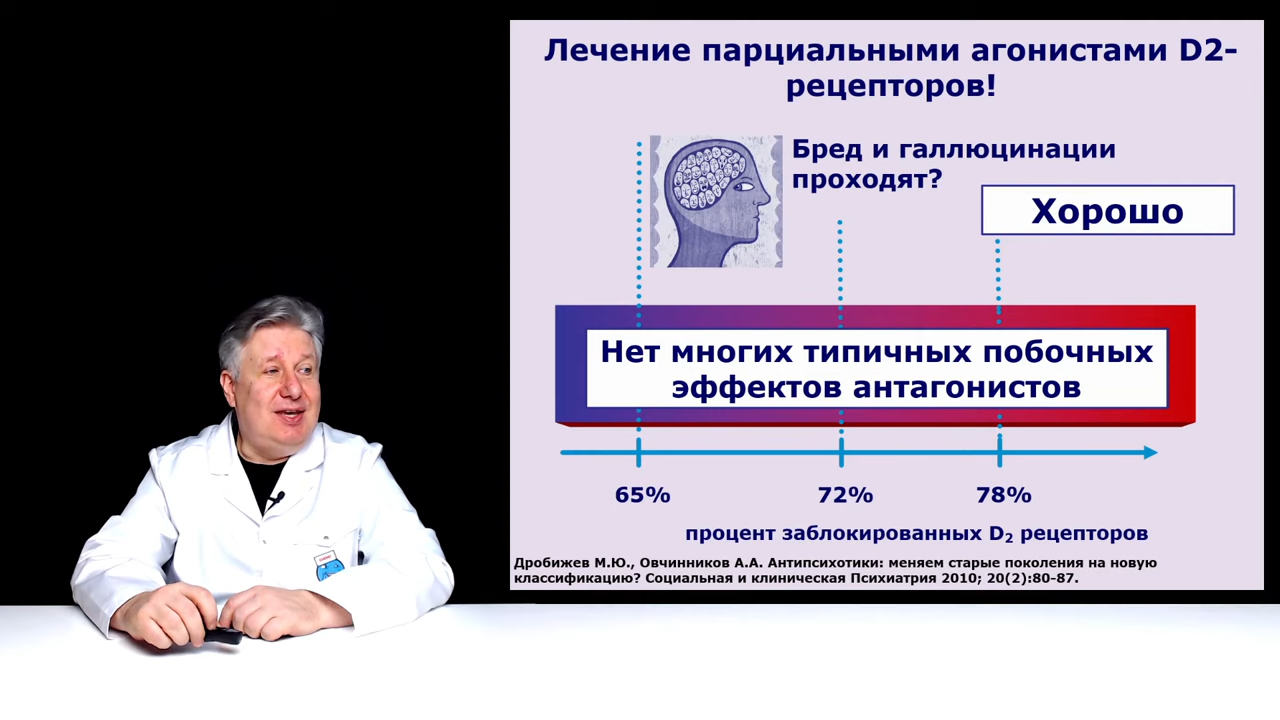 Лечение парциальными агонистами D2-
рецепторов!
Бред и галлюцинации
проходят?
Хорошо
Нет многих типичных побочных
эффектов антагонистов
65%
72%
78%
процент заблокированных D₂ рецепторов
Дробижев М.Ю., Овчинников А.А. Антипсихотики: меняем старые поколения на новую
классификацию? Социальная и клиническая Психиатрия 2010; 20(2):80-87.